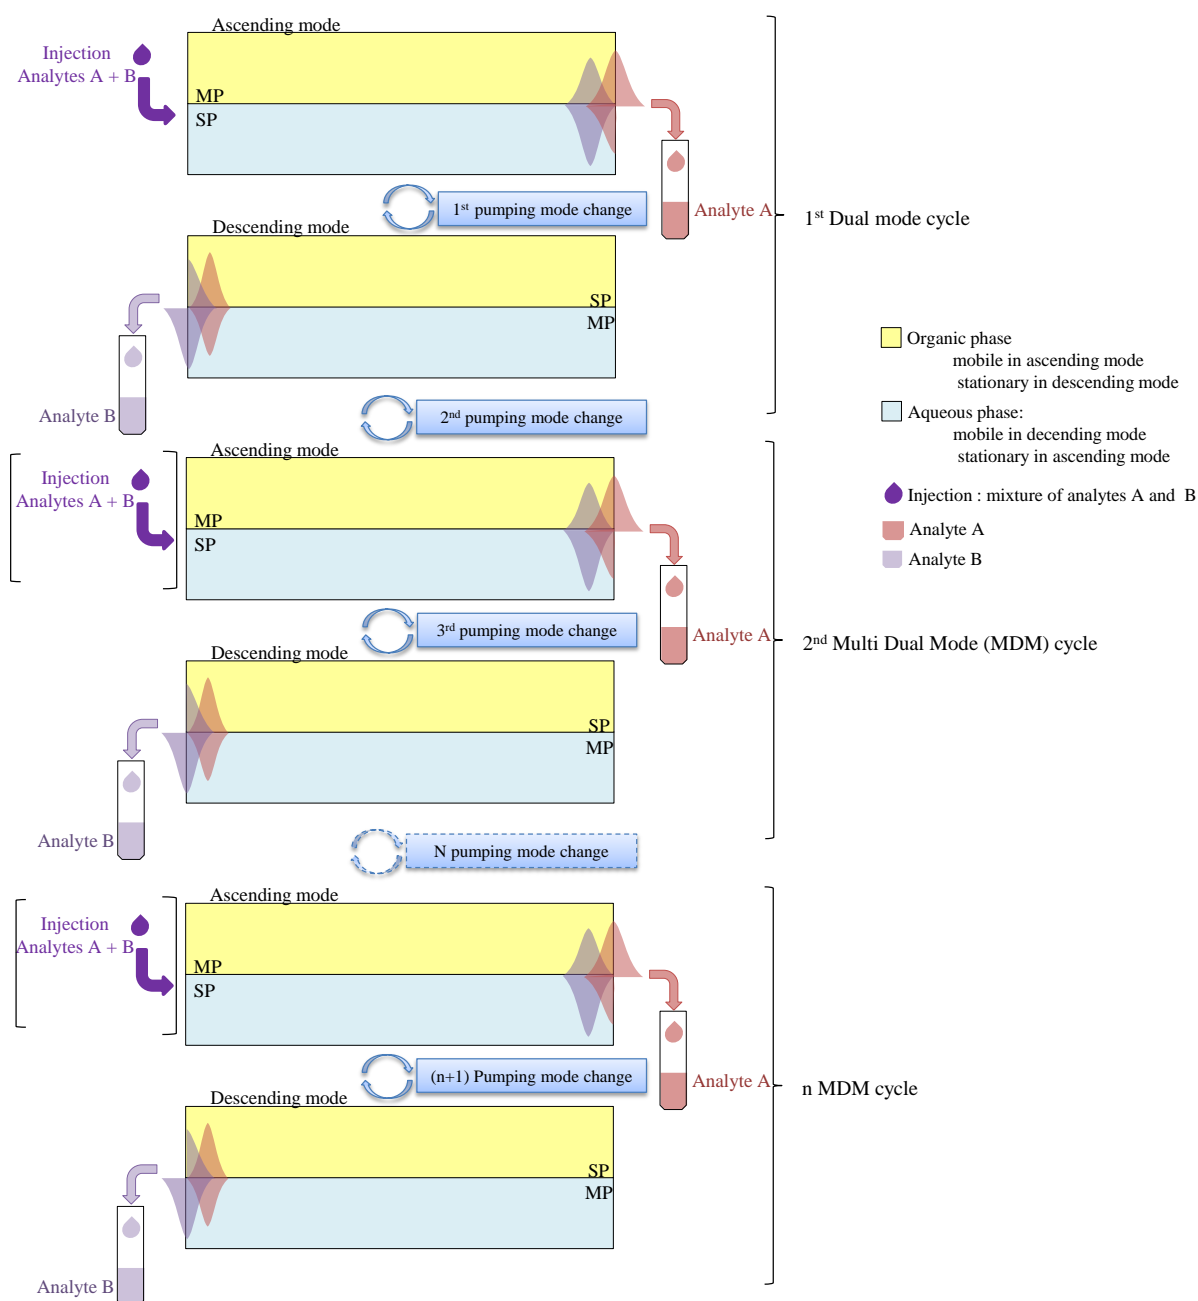 Ascending mode
Injection
Analytes A + B
MP
SP
1st pumping mode change
Analyte A
1st Dual mode cycle
Descending mode
SP
MP
Analyte B
Organic phase
mobile in ascending mode
stationary in descending mode
Aqueous phase:
mobile in decending mode
stationary in ascending mode
Injection : mixture of analytes A and B
Analyte A
Analyte B
2nd pumping mode change
Ascending mode
Injection
Analytes A + B
MP
SP
3rd pumping mode change
Analyte A
2nd Multi Dual Mode (MDM) cycle
Descending mode
SP
MP
Analyte B
N pumping mode change
Ascending mode
Injection
Analytes A + B
MP
SP
(n+1) Pumping mode change
Analyte A
n MDM cycle
Descending mode
SP
MP
Analyte B